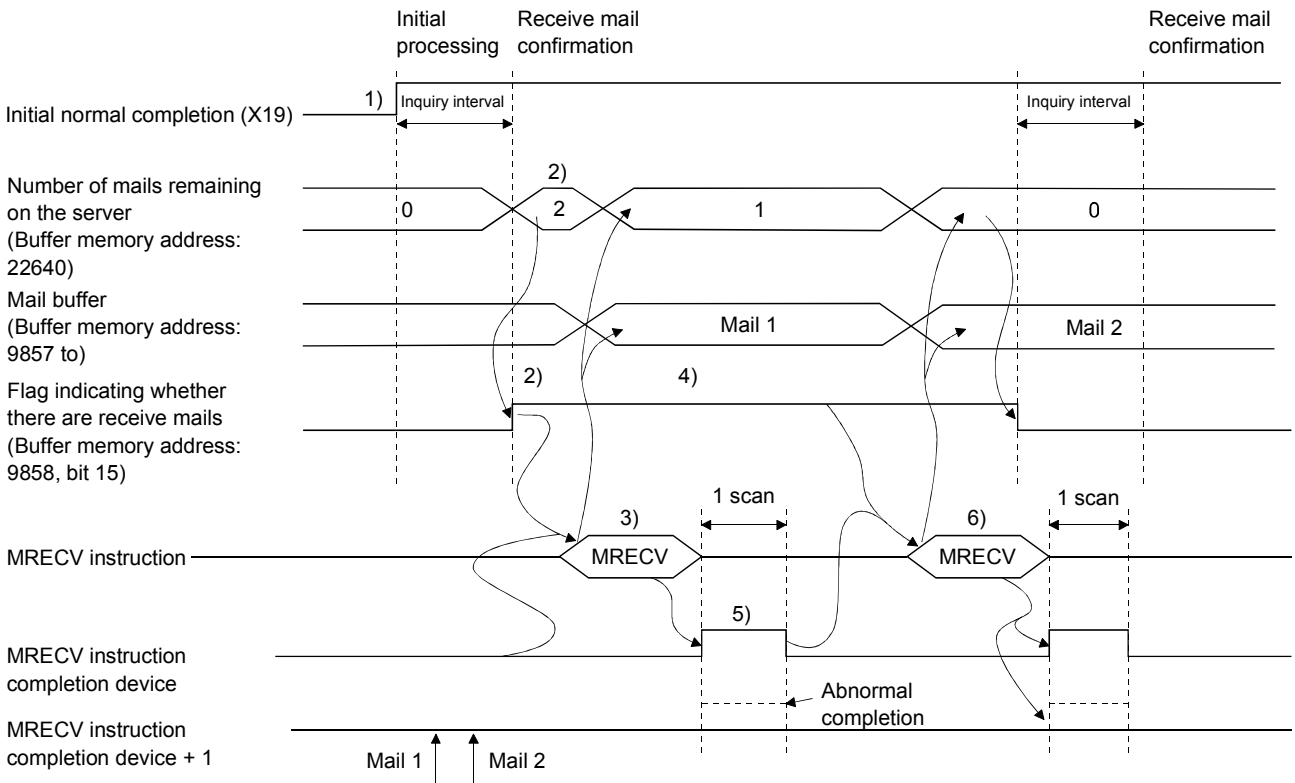 Initial
processing
Receive mail
confirmation
Receive mail
confirmation
Initial normal completion (X19)
1)
Inquiry interval
Inquiry interval
Number of mails remaining
on the server
(Buffer memory address:
22640)
2)
0
2
1
0
Mail buffer
(Buffer memory address:
9857 to)
Mail 1
Mail 2
Flag indicating whether
there are receive mails
(Buffer memory address:
9858, bit 15)
2)
4)
1 scan
1 scan
MRECV instruction
3)
MRECV
6)
MRECV
MRECV instruction
completion device
5)
Abnormal
completion
MRECV instruction
completion device + 1
Mail 1
Mail 2